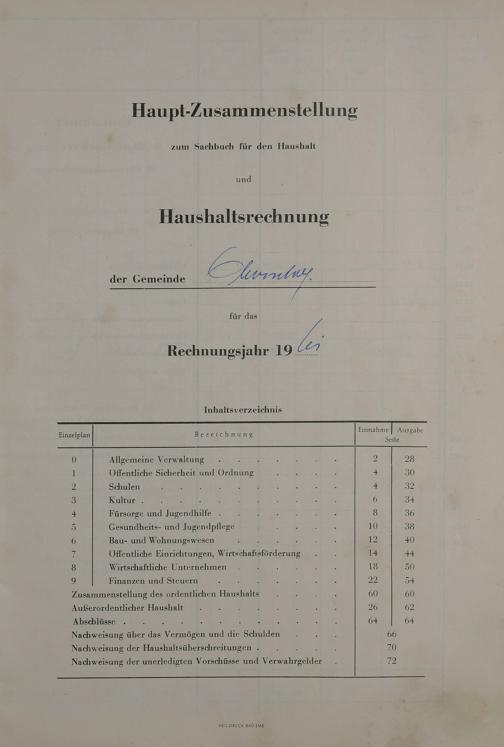 Haupt-Zusammenstellung
zum Sachbuch für den Haushalt
und
Haushaltsrechnung
der Gemeinde
für das
Rechnungsjahr 19
Inhaltsverzeichnis
Einzelplan Bezeichnung Einnahme Ausgabe
Seite
0 Allgemeine Verwaltung . . . . . . 2 28
1 Öffentliche Sicherheit und Ordnung . . . . 4 30
2 Schulen . . . . . . . . 4 32
3 Kultur . . . . . . . . . 6 34
4 Fürsorge und Jugendhilfe . . . . . . 8 36
5 Gesundheits- und Jugendpflege . . . . . 10 38
6 Bau- und Wohnungswesen . . . . . 12 40
7 Öffentliche Einrichtungen, Wirtschaftsförderung . . 14 44
8 Wirtschaftliche Unternehmen . . . . . 18 50
9 Finanzen und Steuern . . . . . . 22 54
Zusammenstellung des ordentlichen Haushalts . . . . 60 60
Außerordentlicher Haushalt . . . . . . . 26 62
Abschlüsse . . . . . . . . . . 64 64
Nachweisung über das Vermögen und die Schulden . . . 66
Nachweisung der Haushaltsüberschreitungen . . . . 70
Nachweisung der unerledigten Vorschüsse und Verwahrgelder . 72